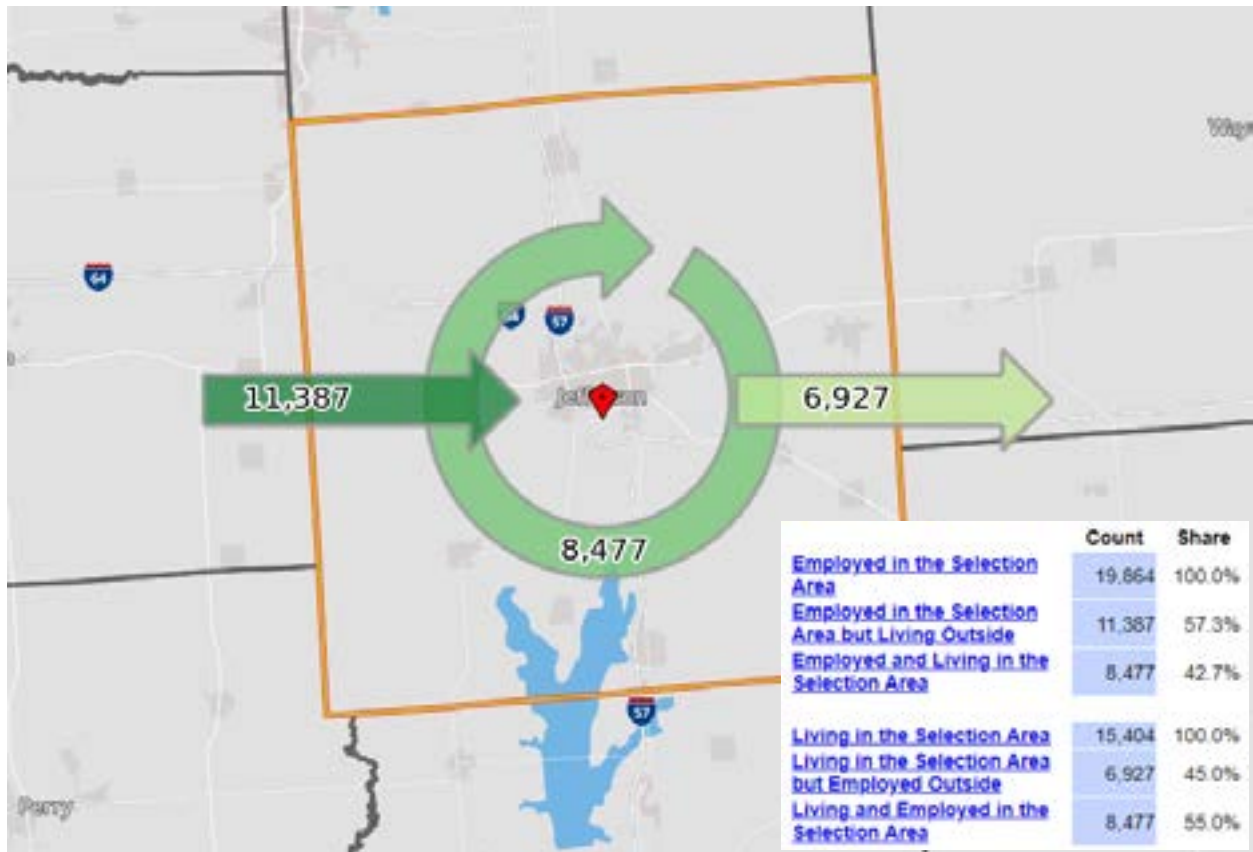 Way
64
57
11,387
6,927
8,477
57
Perry
Count Share
Employed in the Selection
Area
19,864 100.0%
Employed in the Selection
Area but Living Outside
11,387 57.3%
Employed and Living in the
Selection Area
8,477 42.7%
Living in the Selection Area
15,404 100.0%
Living in the Selection Area
but Employed Outside
6,927 45.0%
Living and Employed in the
Selection Area
8,477 55.0%